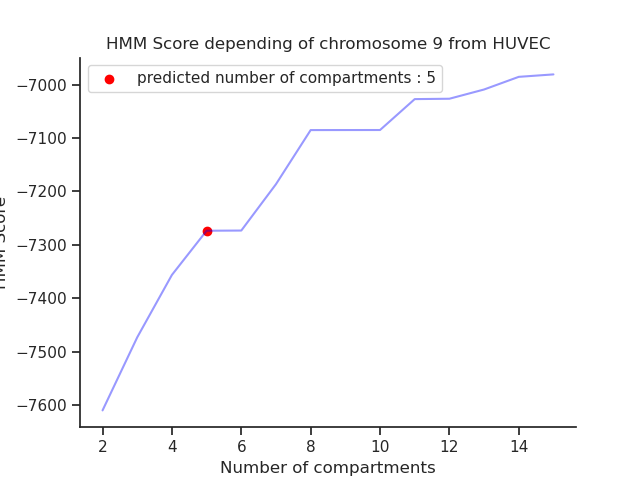 HMM Score depending of chromosome 9 from HUVEC
predicted number of compartments : 5
−7000
−7100
−7200
−7300
−7400
−7500
−7600
HMM Score
2 4 6 8 10 12 14
Number of compartments